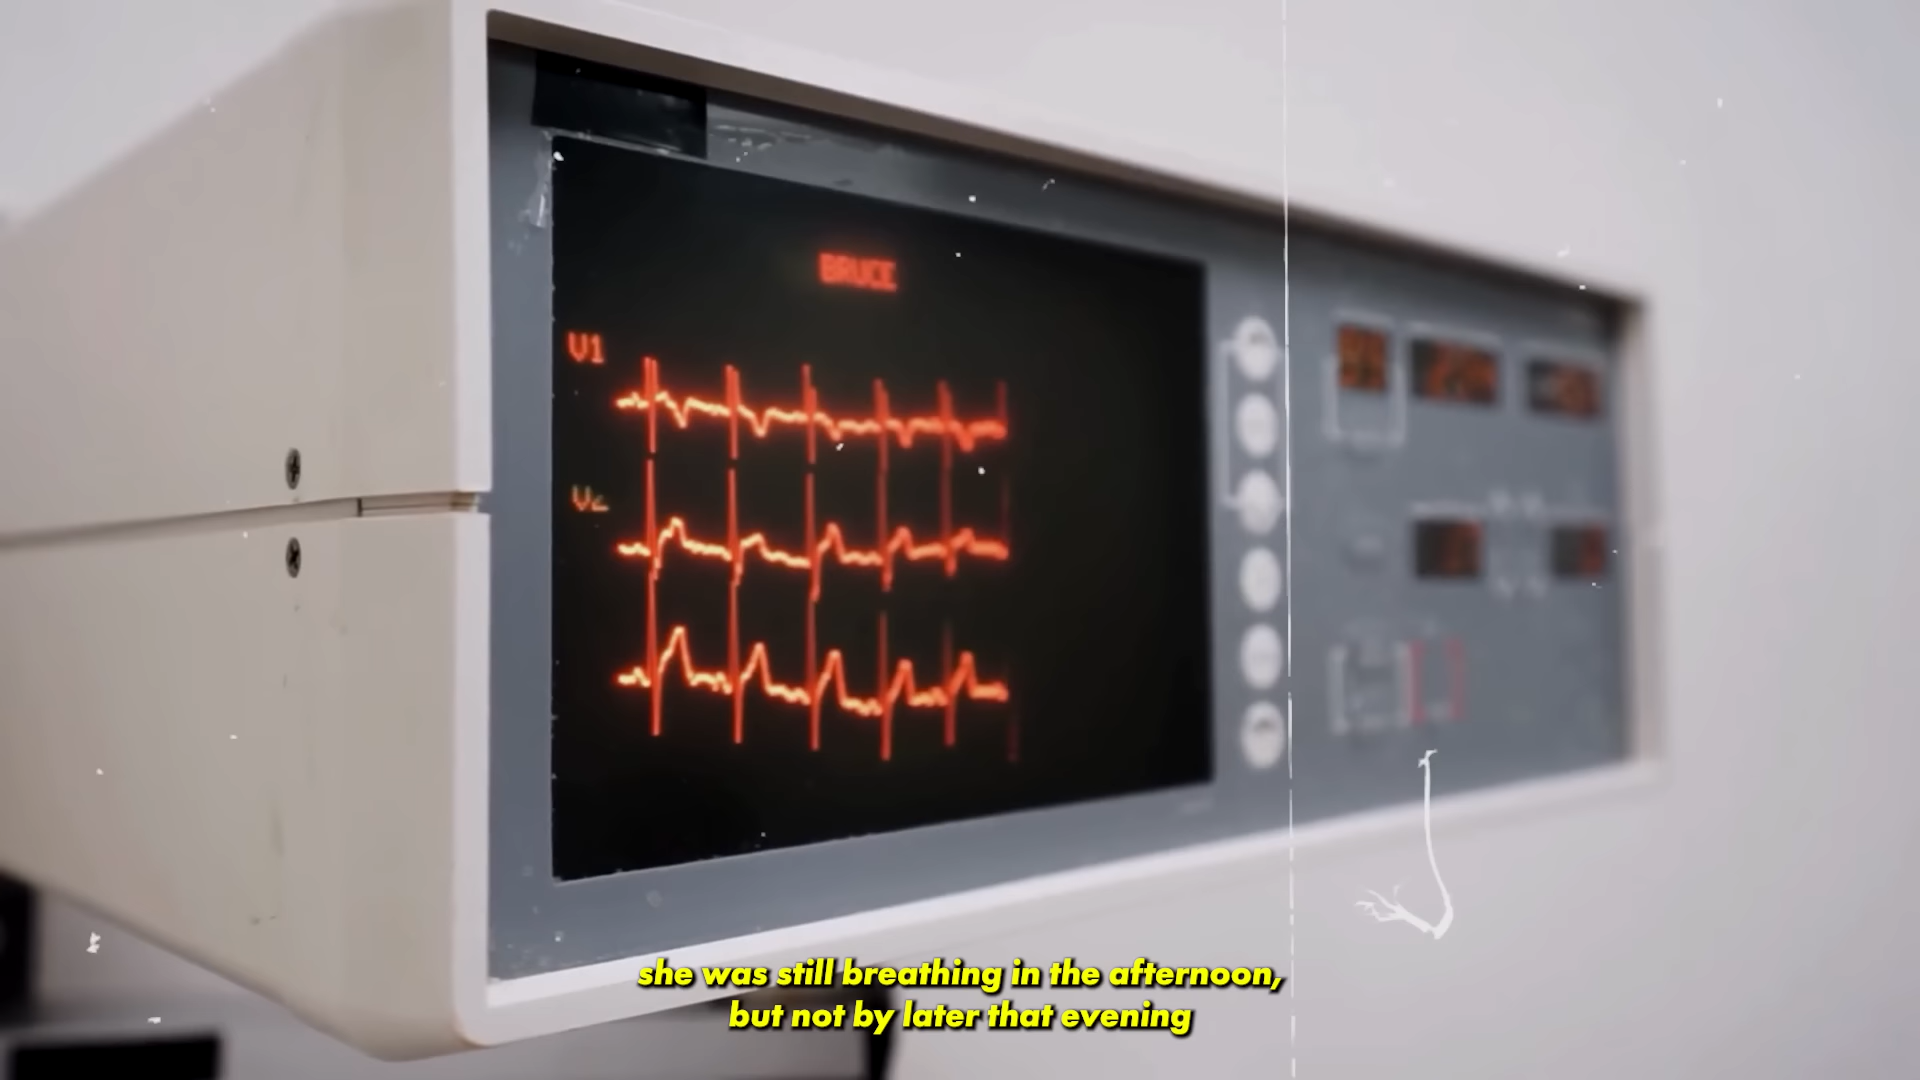 BRUCE
V1
V2
she was still breathing in the afternoon,
but not by later that evening